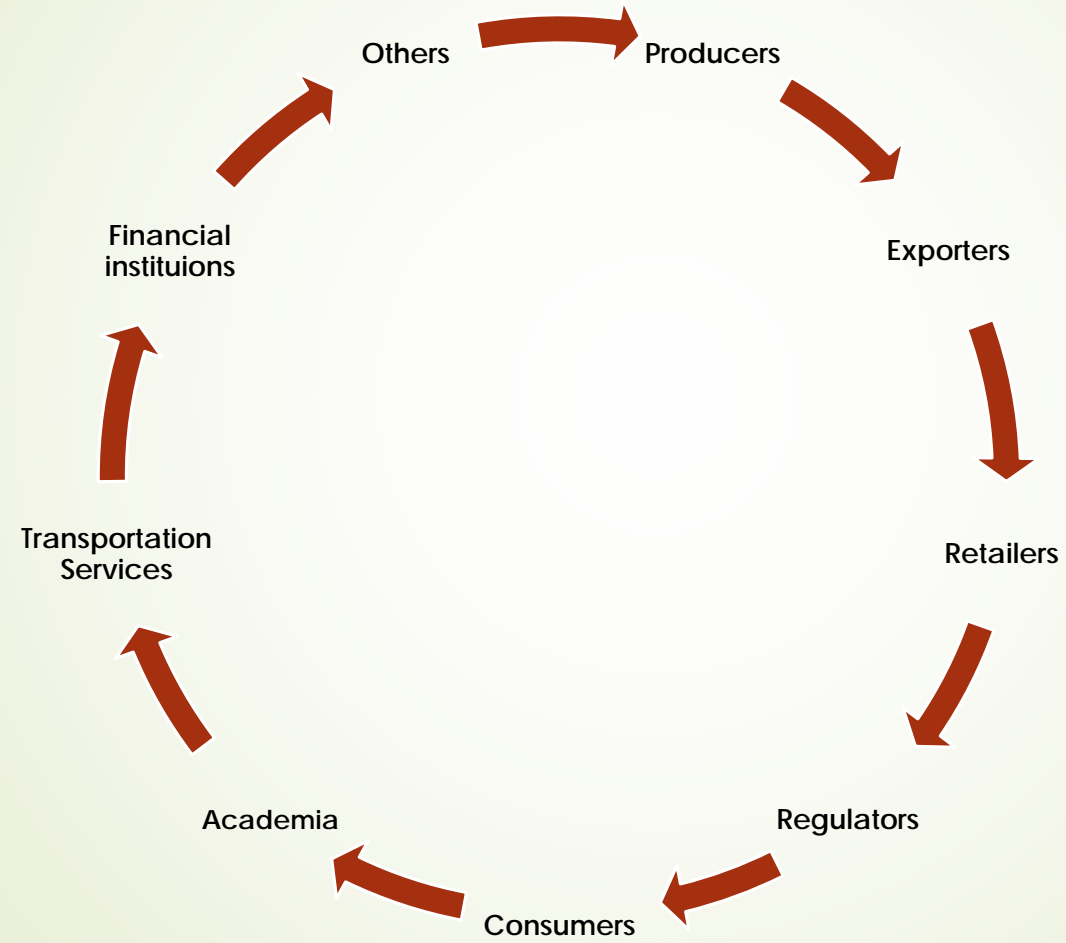 Others
Producers
Exporters
Retailers
Regulators
Consumers
Academia
Transportation
Services
Financial
instituions